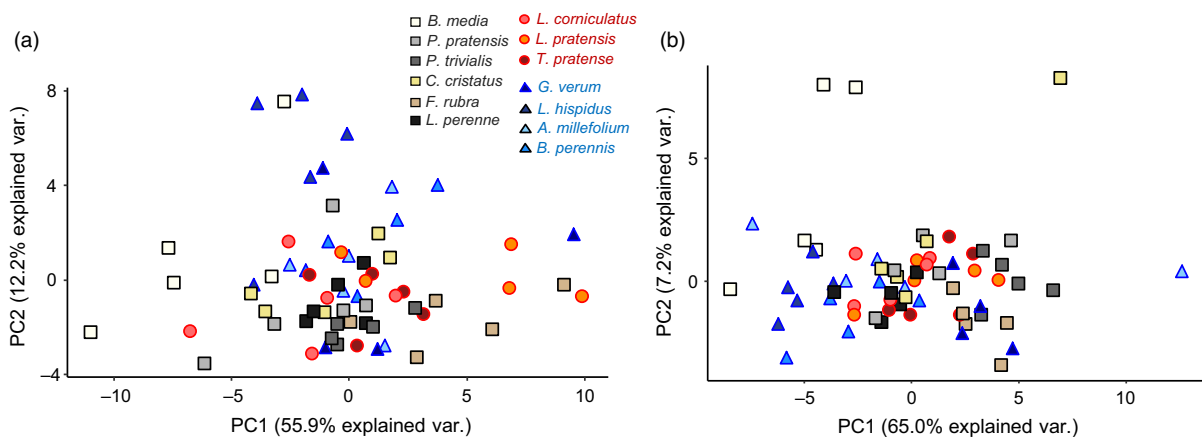 (a)
B. media
P. pratensis
P. trivialis
C. cristatus
F. rubra
L. perenne
L. corniculatus
L. pratensis
T. pratense
G. verum
L. hispidus
A. millefolium
B. perennis
8
4
0
–4
PC2 (12.2% explained var.)
–10
–5
0
5
10
PC1 (55.9% explained var.)
(b)
5
0
PC2 (7.2% explained var.)
–5
0
5
10
PC1 (65.0% explained var.)